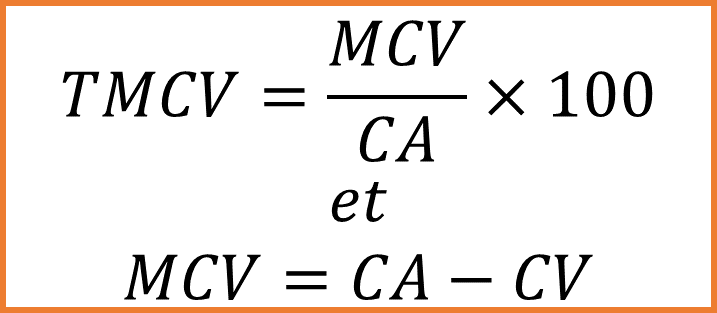 TMCV = MCV / CA × 100
et
MCV = CA − CV